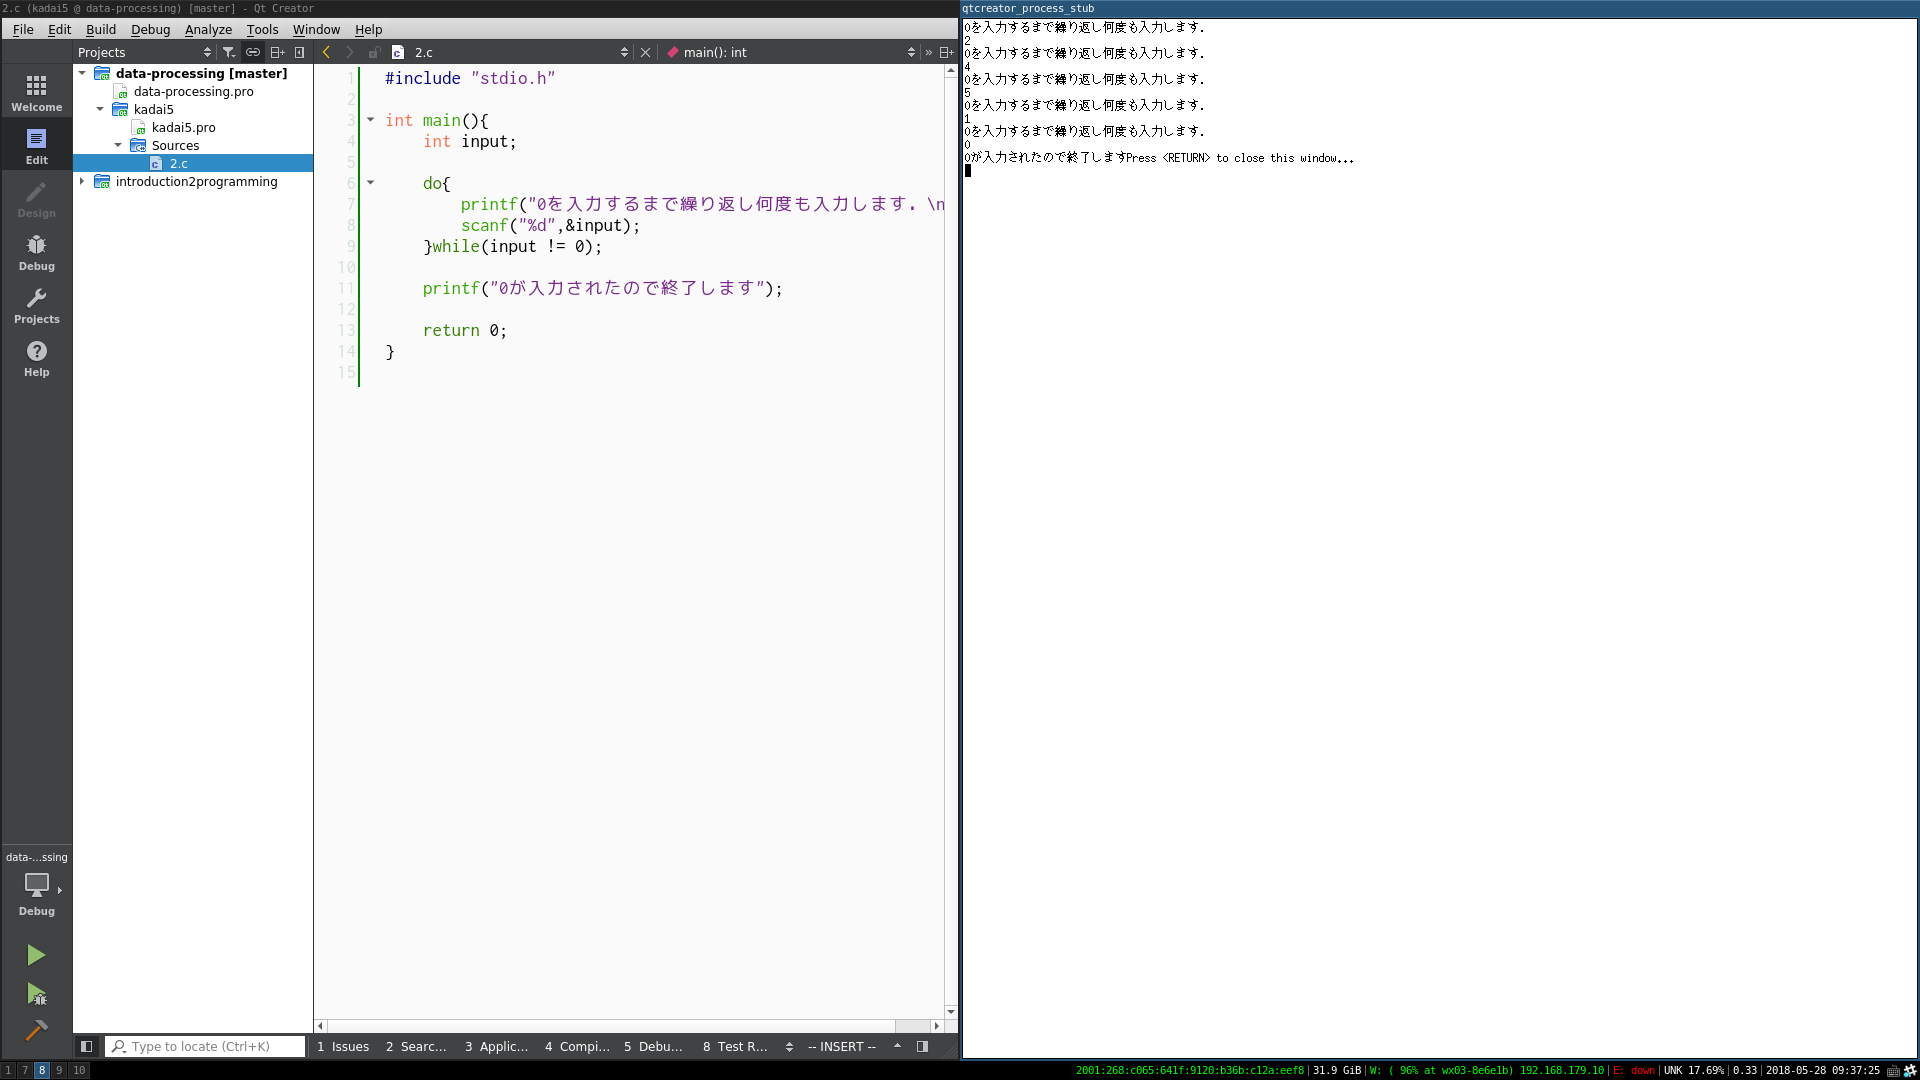 2.c (kadai5 @ data-processing) [master] - Qt Creator
File Edit Build Debug Analyze Tools Window Help
Projects
2.c
main(): int
»
Welcome
Edit
Design
Debug
Projects
Help
data-processing [master]
data-processing.pro
kadai5
kadai5.pro
Sources
2.c
introduction2programming
1 #include "stdio.h"
2
3 int main(){
4 int input;
5
6 do{
7 printf("0を入力するまで繰り返し何度も入力します. \n
8 scanf("%d",&input);
9 }while(input != 0);
10
11 printf("0が入力されたので終了します");
12
13 return 0;
14 }
15
data-...ssing
Debug
Type to locate (Ctrl+K)
1 Issues 2 Searc... 3 Applic... 4 Compi... 5 Debu... 8 Test R... -- INSERT --
qtcreator_process_stub
0を入力するまで繰り返し何度も入力します.
2
0を入力するまで繰り返し何度も入力します.
4
0を入力するまで繰り返し何度も入力します.
5
0を入力するまで繰り返し何度も入力します.
1
0を入力するまで繰り返し何度も入力します.
0
0が入力されたので終了しますPress <RETURN> to close this window...
1 7 8 9 10
2001:268:c065:641f:9120:b36b:c12a:eef8|31.9 GiB|W: ( 96% at wx03-8e6e1b) 192.168.179.10|E: down|UNK 17.69%|0.33|2018-05-28 09:37:25